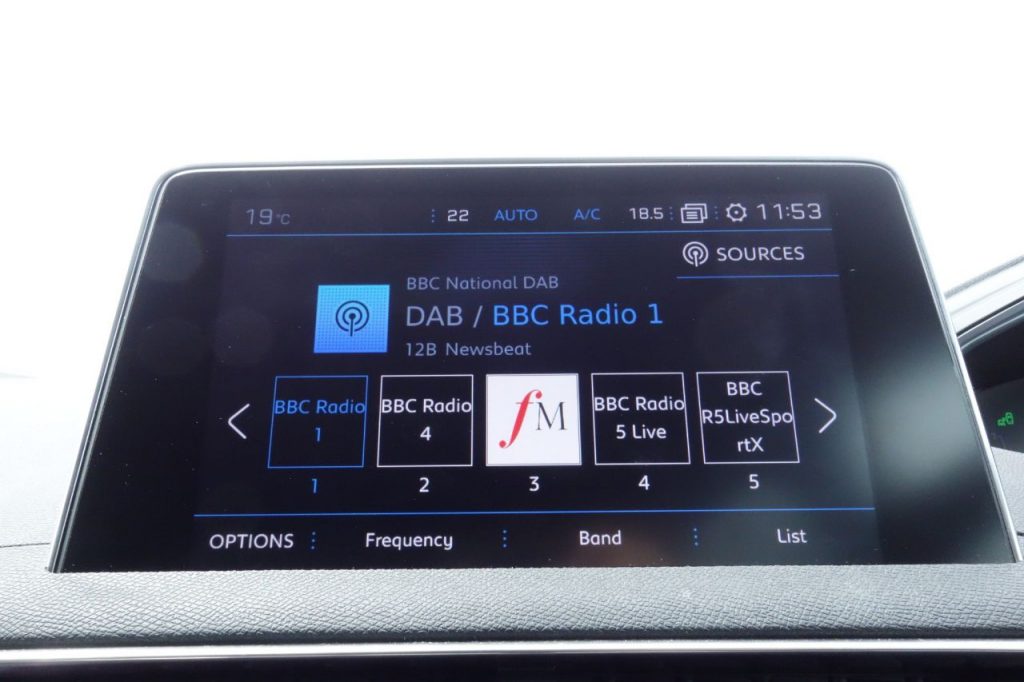 19°C 22 AUTO A/C 18.5 11:53
SOURCES
BBC National DAB
DAB / BBC Radio 1
12B Newsbeat
BBC Radio
1
BBC Radio
4
fM
BBC Radio
5 Live
BBC
R5LiveSpo
rtX
1 2 3 4 5
OPTIONS Frequency Band List